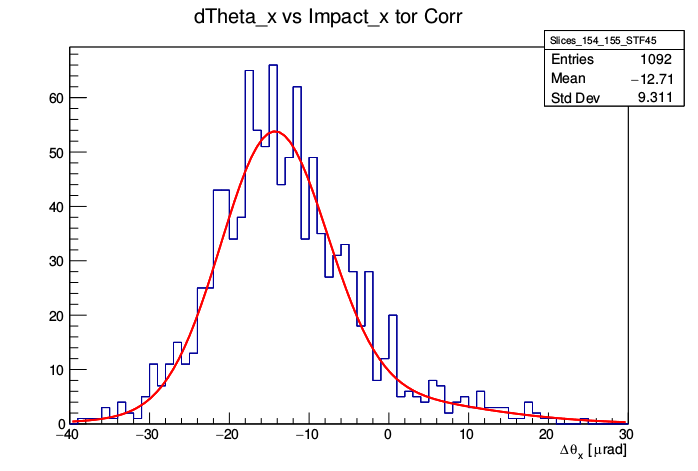 dTheta_x vs Impact_x tor Corr
Slices_154_155_STF45
Entries 1092
Mean −12.71
Std Dev 9.311
60
50
40
30
20
10
0
−40 −30 −20 −10 0 10 20 30
Δθx [μrad]